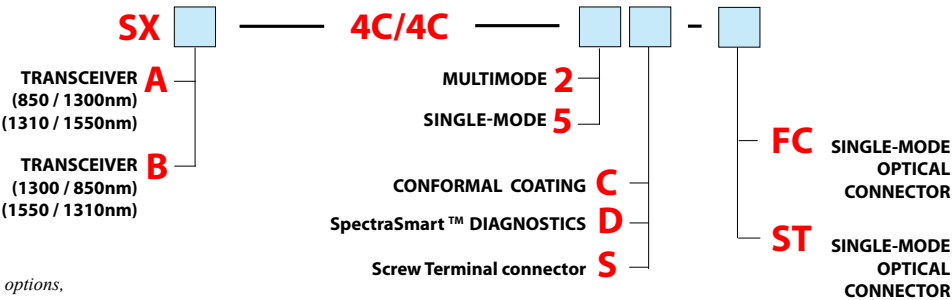 SX — 4C/4C — -
TRANSCEIVER A
(850 / 1300nm)
(1310 / 1550nm)
TRANSCEIVER B
(1300 / 850nm)
(1550 / 1310nm)
MULTIMODE 2
SINGLE-MODE 5
CONFORMAL COATING C
SpectraSmart ™ DIAGNOSTICS D
Screw Terminal connector S
FC SINGLE-MODE
OPTICAL
CONNECTOR
ST SINGLE-MODE
OPTICAL
CONNECTOR
options,